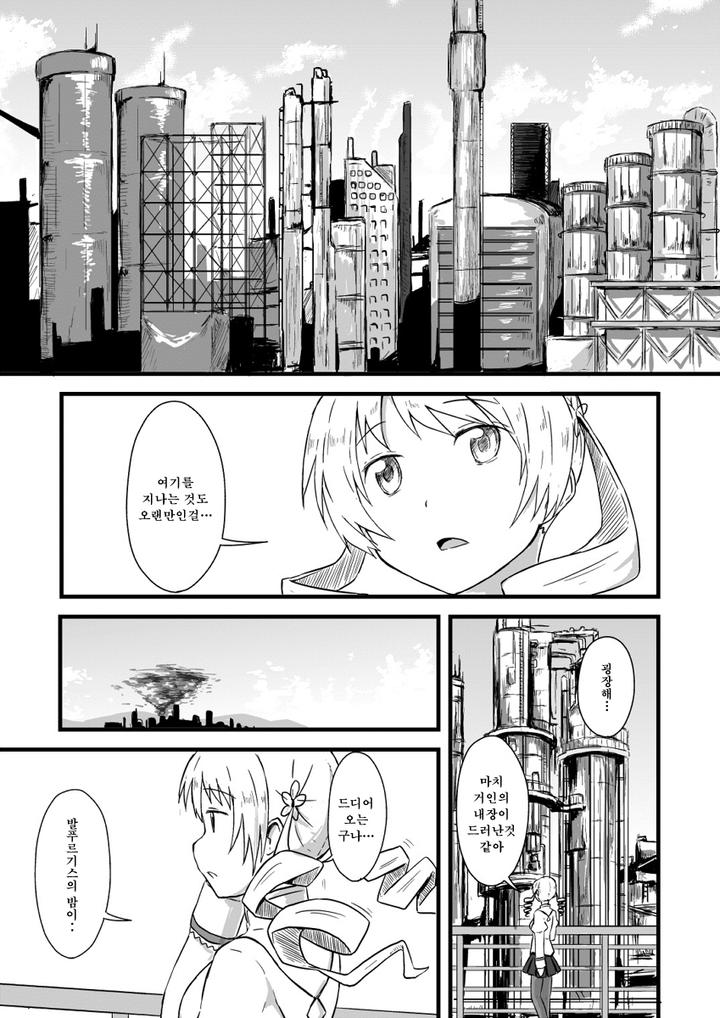 여기를
지나는 것도
오랜만인걸…
굉장해…
마치
거인의
내장이
드러난것
같아
드디어
오는
구나…
발푸르기스의 밤이…